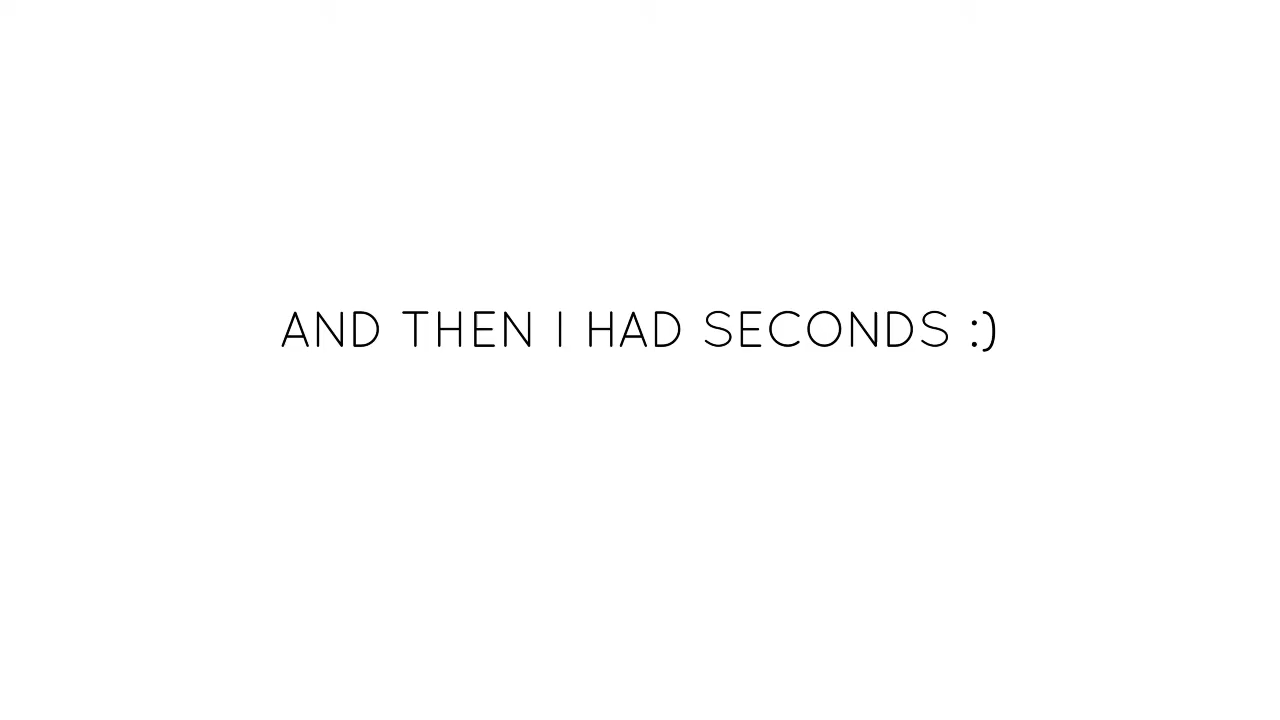 AND THEN I HAD SECONDS :)